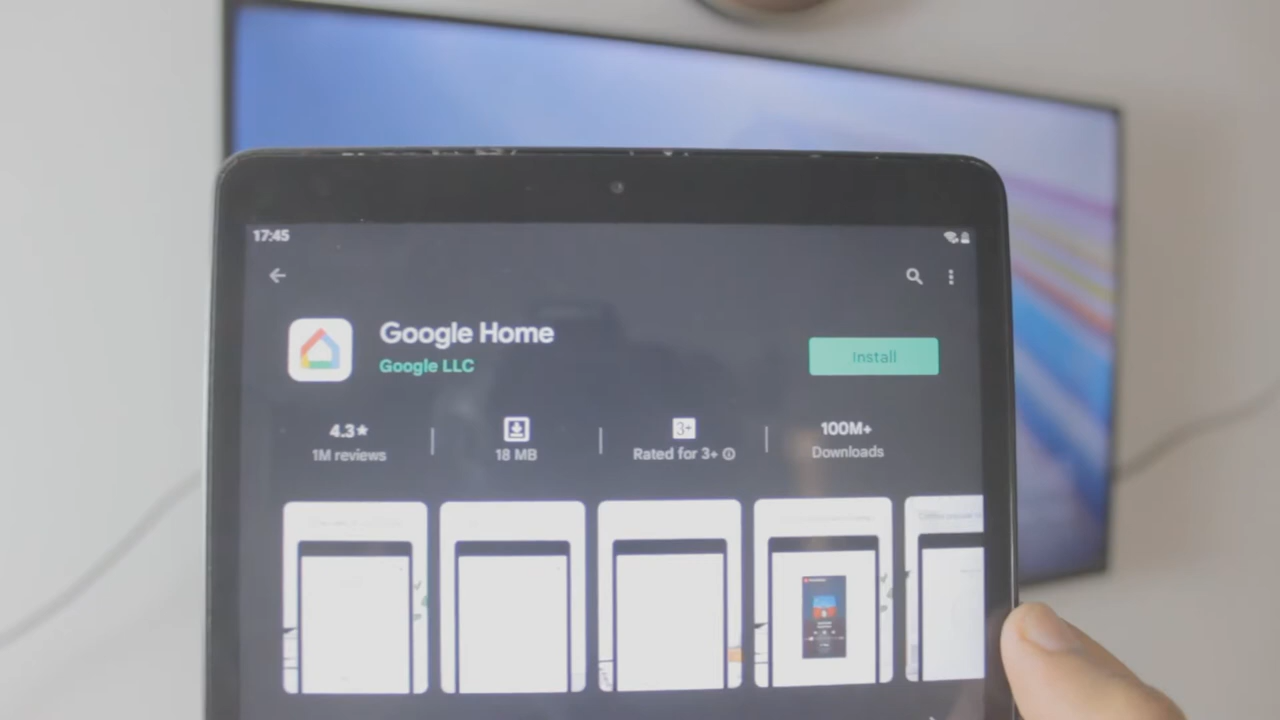 17:45
Google Home
Google LLC
Install
4.3★
1M reviews
18 MB
3+
Rated for 3+
100M+
Downloads